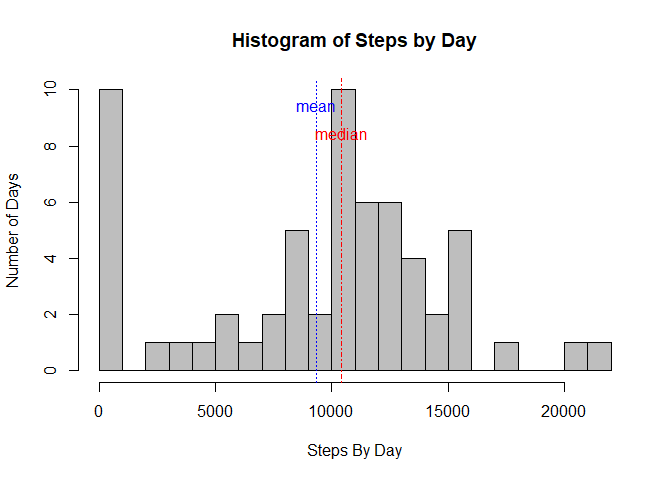 Histogram of Steps by Day
Number of Days
10
8
6
4
2
0
mean
median
0 5000 10000 15000 20000
Steps By Day